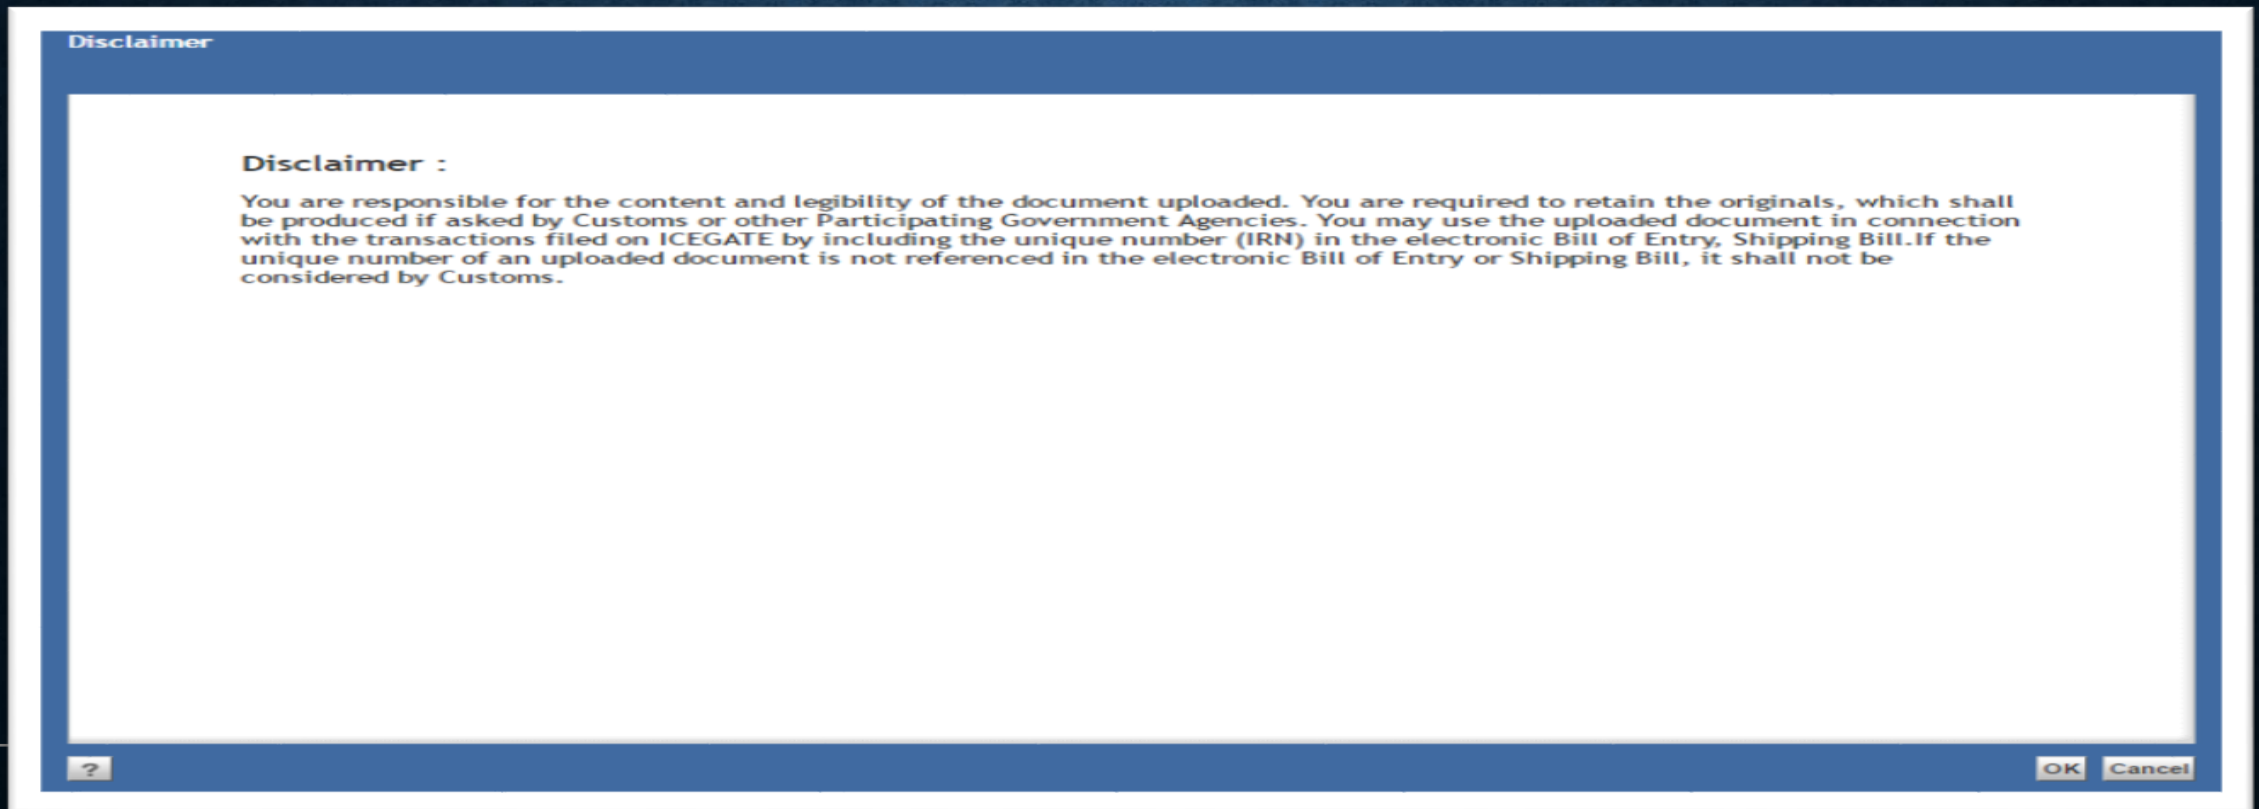 Disclaimer
Disclaimer :
You are responsible for the content and legibility of the document uploaded. You are required to retain the originals, which shall
be produced if asked by Customs or other Participating Government Agencies. You may use the uploaded document in connection
with the transactions filed on ICEGATE by including the unique number (IRN) in the electronic Bill of Entry, Shipping Bill.If the
unique number of an uploaded document is not referenced in the electronic Bill of Entry or Shipping Bill, it shall not be
considered by Customs.
? OK Cancel